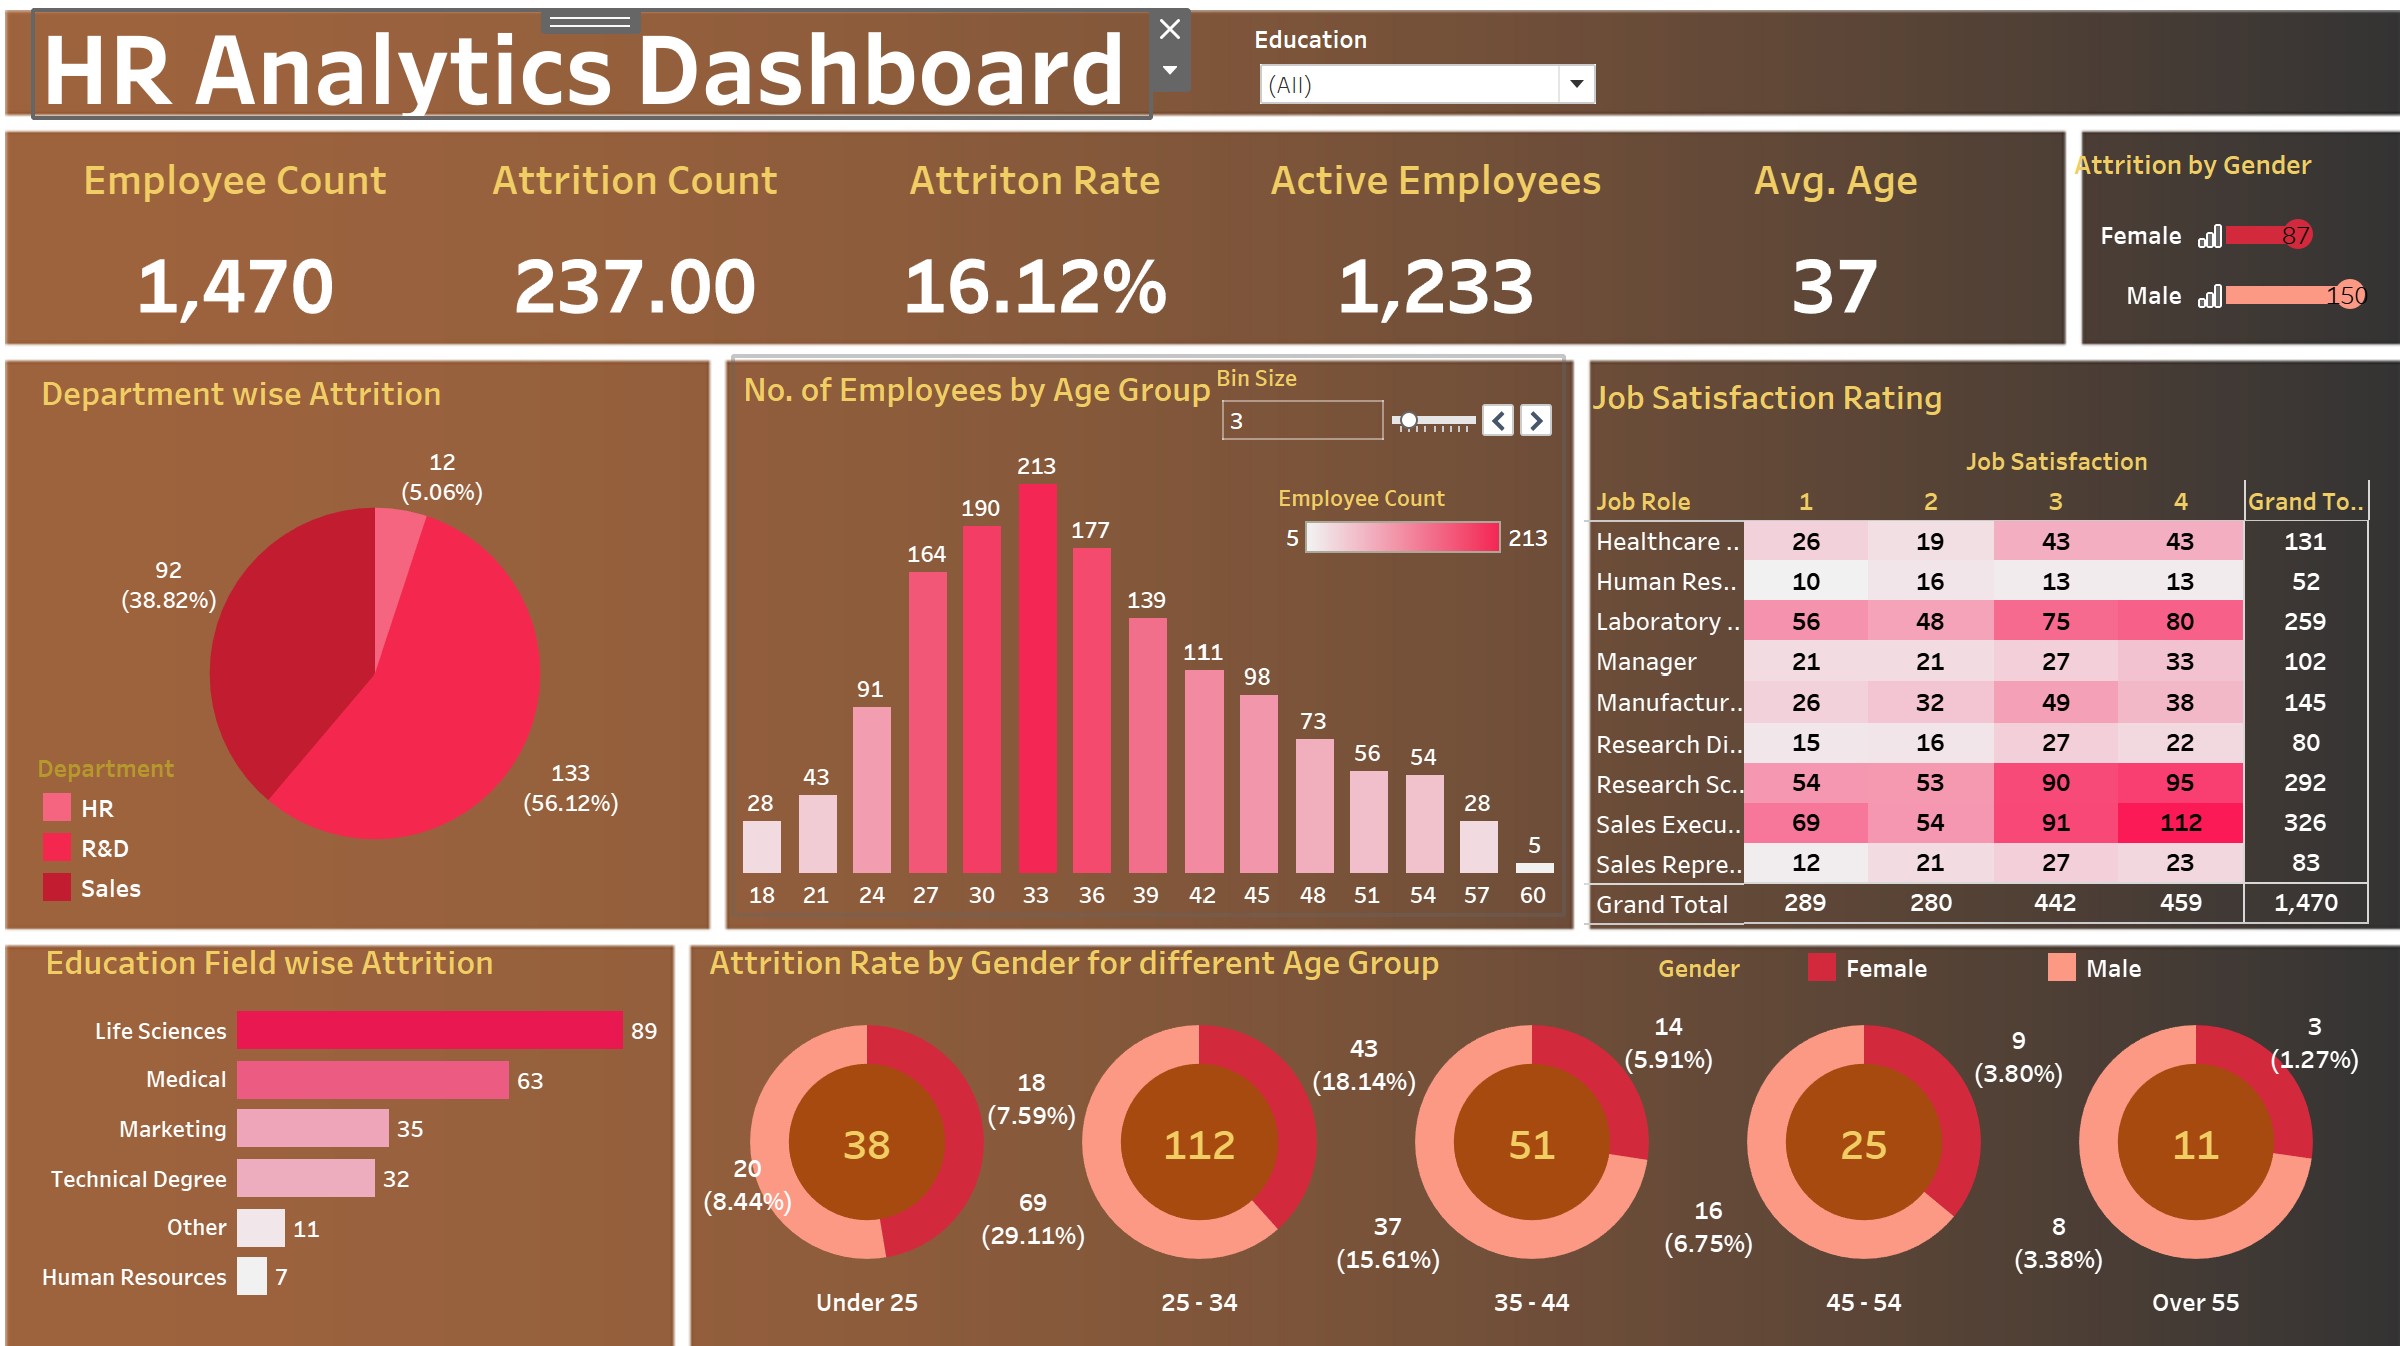 HR Analytics Dashboard
Education
(All)
Employee Count
Attrition Count
Attriton Rate
Active Employees
Avg. Age
1,470
237.00
16.12%
1,233
37
Attrition by Gender
Female 87
Male 150
Department wise Attrition
12
(5.06%)
92
(38.82%)
133
(56.12%)
Department
HR
R&D
Sales
No. of Employees by Age Group
Bin Size
3
Employee Count
5 213
28
43
91
164
190
213
177
139
111
98
73
56
54
28
5
18 21 24 27 30 33 36 39 42 45 48 51 54 57 60
Job Satisfaction Rating
Job Satisfaction
Job Role 1 2 3 4 Grand To..
Healthcare .. 26 19 43 43 131
Human Res.. 10 16 13 13 52
Laboratory .. 56 48 75 80 259
Manager 21 21 27 33 102
Manufactur.. 26 32 49 38 145
Research Di.. 15 16 27 22 80
Research Sc.. 54 53 90 95 292
Sales Execu.. 69 54 91 112 326
Sales Repre.. 12 21 27 23 83
Grand Total 289 280 442 459 1,470
Education Field wise Attrition
Life Sciences 89
Medical 63
Marketing 35
Technical Degree 32
Other 11
Human Resources 7
Attrition Rate by Gender for different Age Group
Gender Female Male
38
18
(7.59%)
20
(8.44%)
Under 25
112
43
(18.14%)
69
(29.11%)
25 - 34
51
14
(5.91%)
37
(15.61%)
35 - 44
25
9
(3.80%)
16
(6.75%)
45 - 54
11
3
(1.27%)
8
(3.38%)
Over 55